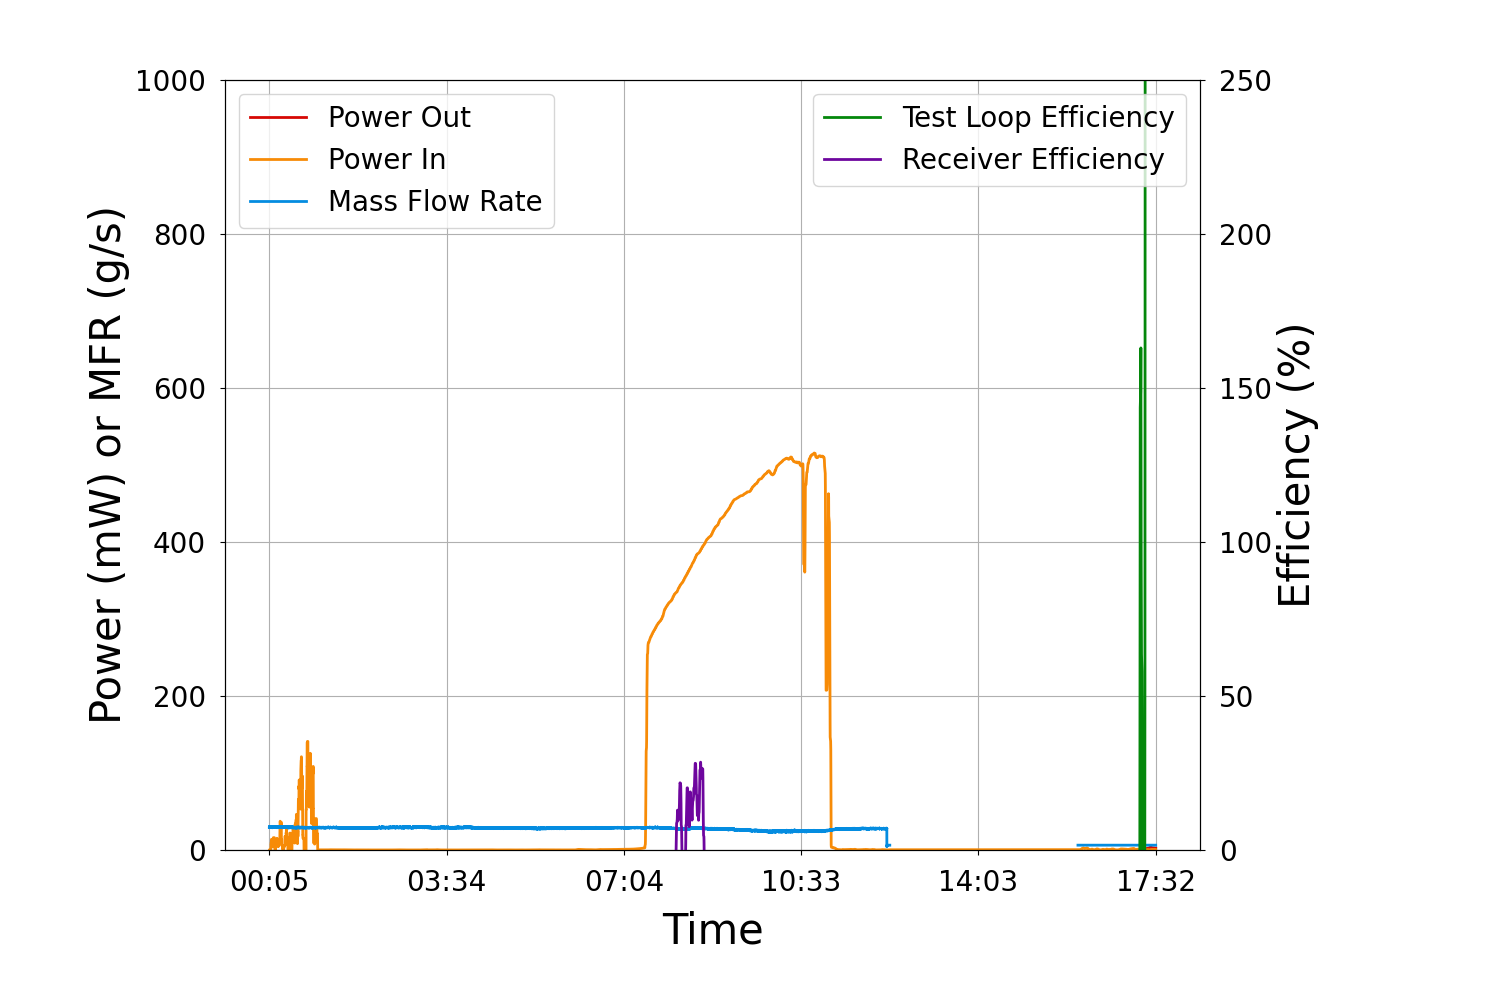 1000
800
600
400
200
0
Power (mW) or MFR (g/s)
Power Out
Power In
Mass Flow Rate
Test Loop Efficiency
Receiver Efficiency
250
200
150
100
50
0
Efficiency (%)
00:05 03:34 07:04 10:33 14:03 17:32
Time